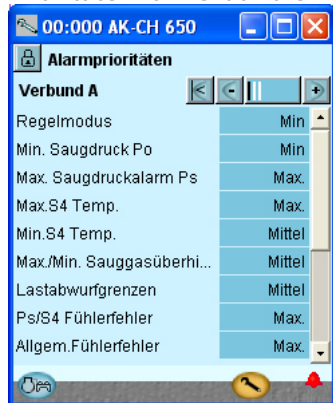 00:000 AK-CH 650
Alarmprioritäten
Verbund A
Regelmodus Min
Min. Saugdruck Po Min
Max. Saugdruckalarm Ps Max.
Max.S4 Temp. Max.
Min.S4 Temp. Mittel
Max./Min. Sauggasüberhi... Mittel
Lastabwurfgrenzen Mittel
Ps/S4 Fühlerfehler Max.
Allgem.Fühlerfehler Max.